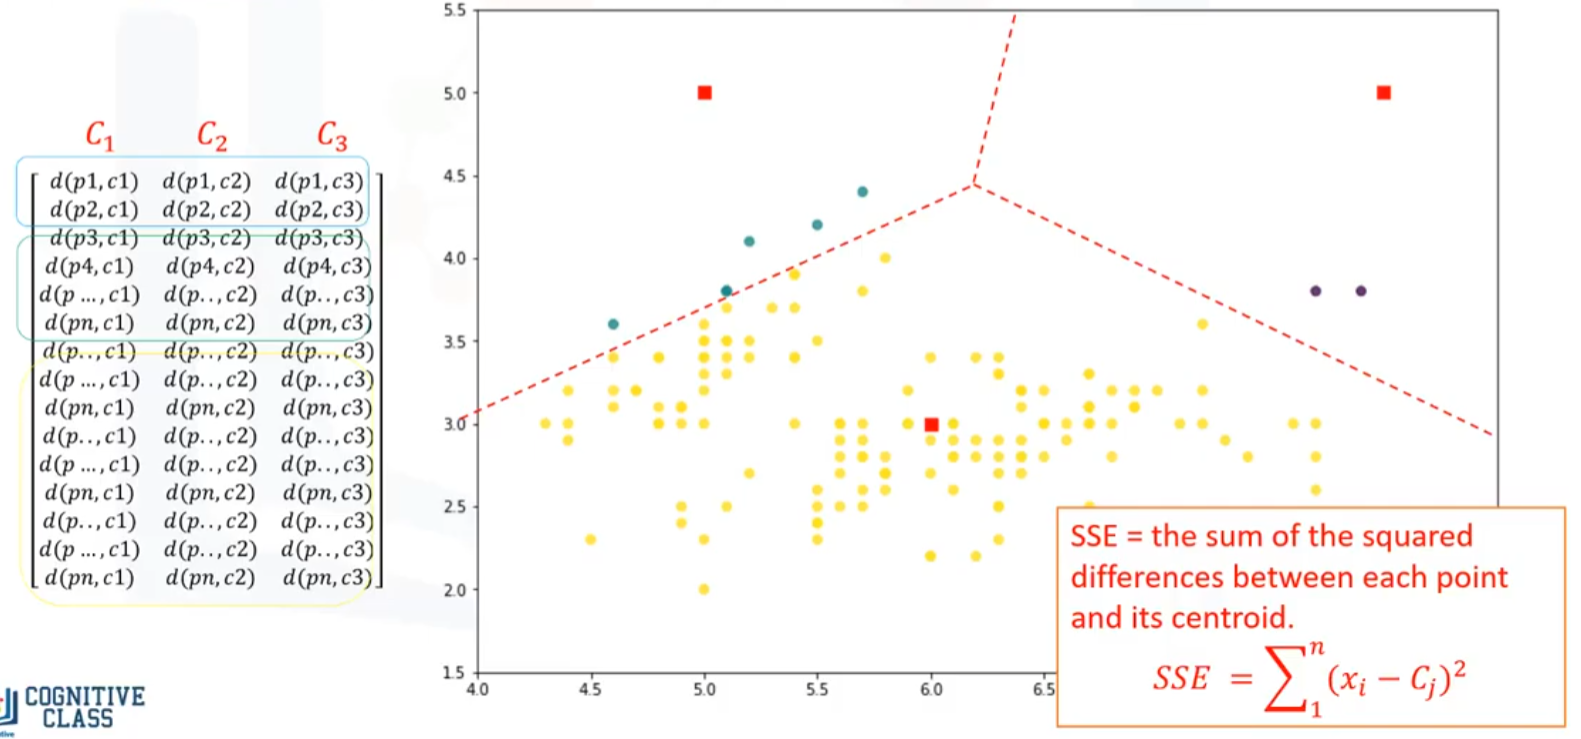 C₁ C₂ C₃
d(p1,c1) d(p1,c2) d(p1,c3)
d(p2,c1) d(p2,c2) d(p2,c3)
d(p3,c1) d(p3,c2) d(p3,c3)
d(p4,c1) d(p4,c2) d(p4,c3)
d(p ...,c1) d(p..,c2) d(p..,c3)
d(pn,c1) d(pn,c2) d(pn,c3)
d(p..,c1) d(p..,c2) d(p..,c3)
d(p ...,c1) d(p..,c2) d(p..,c3)
d(pn,c1) d(pn,c2) d(pn,c3)
d(p..,c1) d(p..,c2) d(p..,c3)
d(p ...,c1) d(p..,c2) d(p..,c3)
d(pn,c1) d(pn,c2) d(pn,c3)
d(p..,c1) d(p..,c2) d(p..,c3)
d(p ...,c1) d(p..,c2) d(p..,c3)
d(pn,c1) d(pn,c2) d(pn,c3)
COGNITIVE
CLASS
5.5
5.0
4.5
4.0
3.5
3.0
2.5
2.0
1.5
4.0 4.5 5.0 5.5 6.0 6.5
SSE = the sum of the squared
differences between each point
and its centroid.
SSE = ∑₁ⁿ (xᵢ − Cⱼ)²